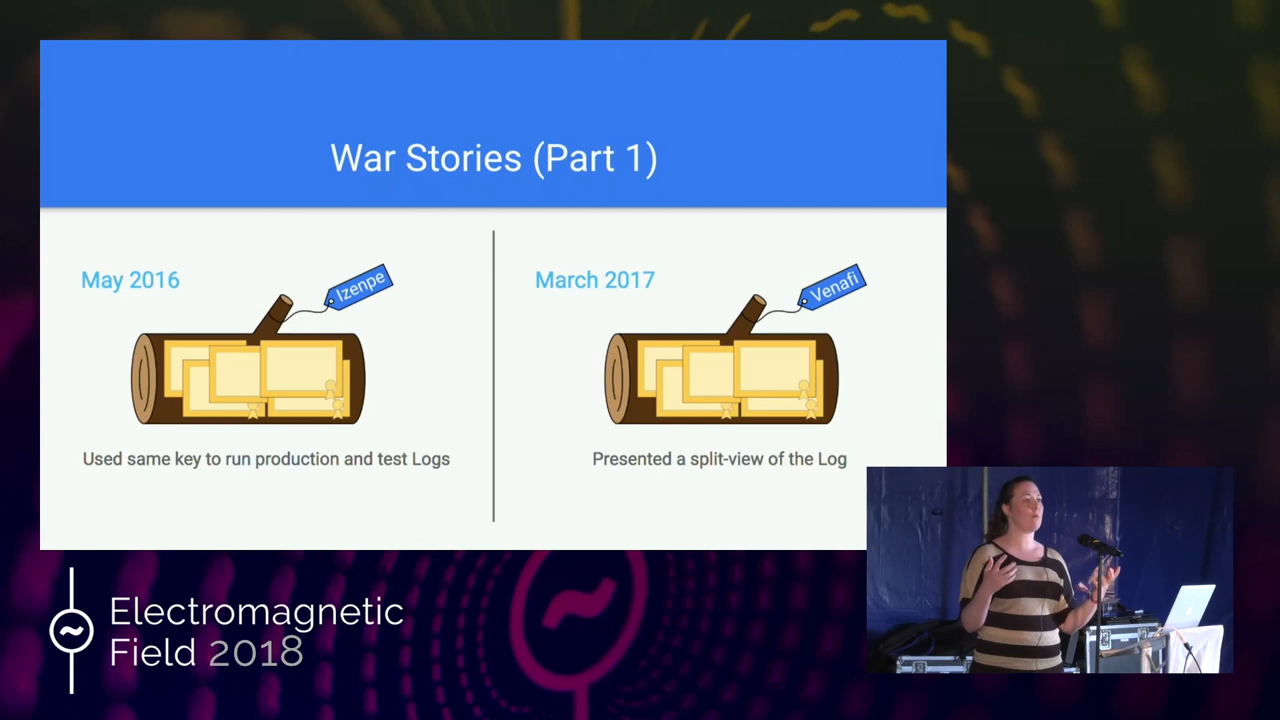 War Stories (Part 1)
May 2016
Izenpe
Used same key to run production and test Logs
March 2017
Venafi
Presented a split-view of the Log
Electromagnetic
Field 2018